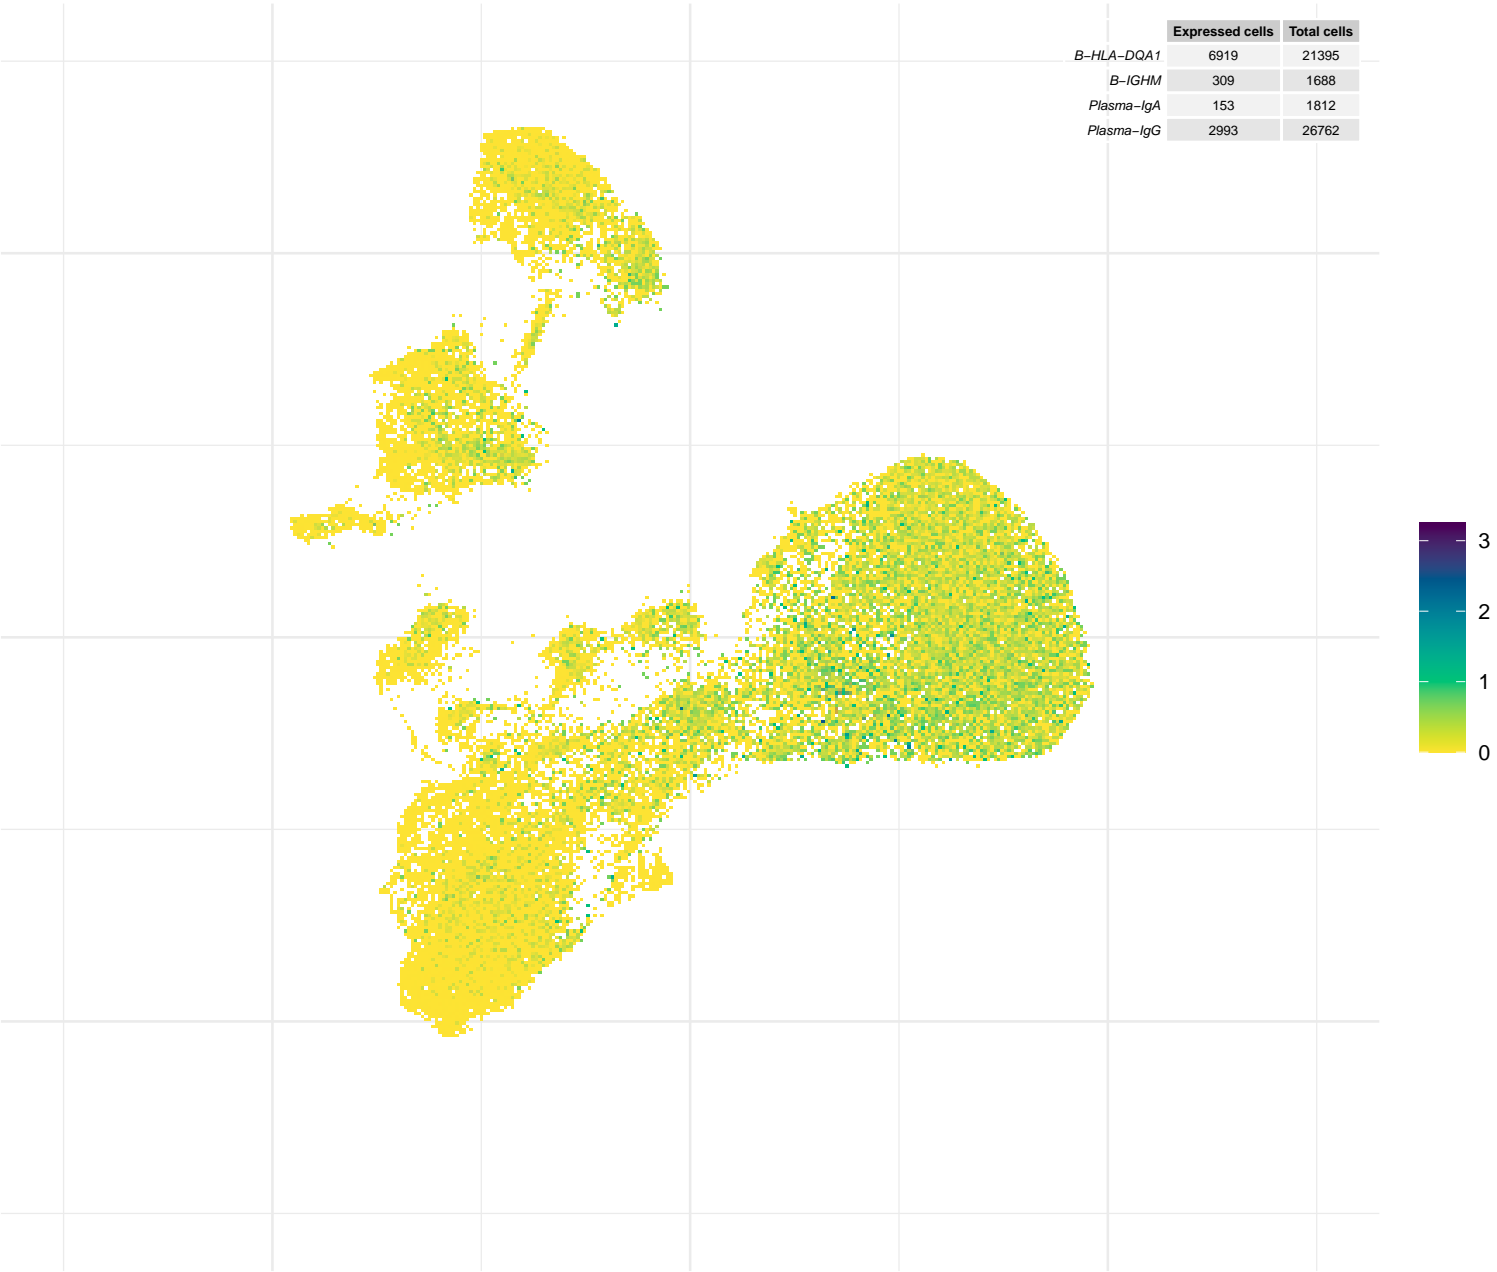 Expressed cells Total cells
B−HLA−DQA1 6919 21395
B−IGHM 309 1688
Plasma−IgA 153 1812
Plasma−IgG 2993 26762
3
2
1
0